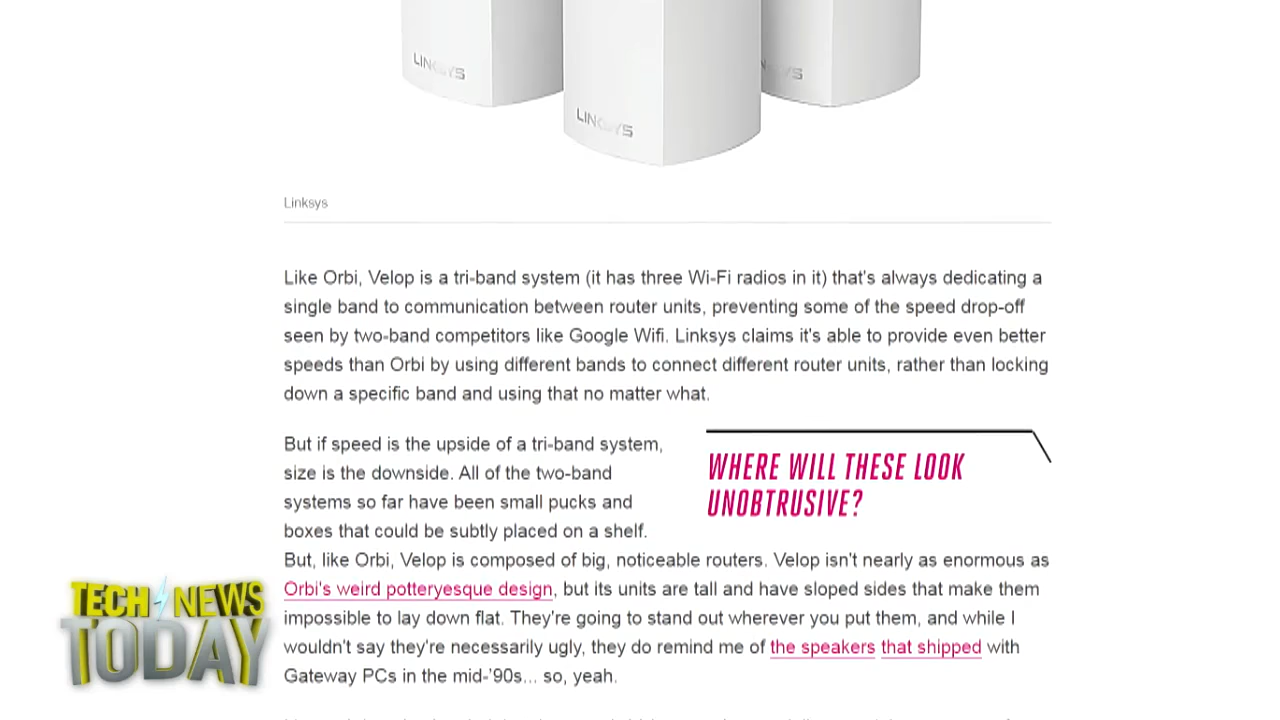 LINKSYS
LINKSYS
LINKSYS
Linksys
Like Orbi, Velop is a tri-band system (it has three Wi-Fi radios in it) that's always dedicating a
single band to communication between router units, preventing some of the speed drop-off
seen by two-band competitors like Google Wifi. Linksys claims it's able to provide even better
speeds than Orbi by using different bands to connect different router units, rather than locking
down a specific band and using that no matter what.
But if speed is the upside of a tri-band system,
size is the downside. All of the two-band
systems so far have been small pucks and
boxes that could be subtly placed on a shelf.
WHERE WILL THESE LOOK
UNOBTRUSIVE?
But, like Orbi, Velop is composed of big, noticeable routers. Velop isn't nearly as enormous as
Orbi's weird potteryesque design, but its units are tall and have sloped sides that make them
impossible to lay down flat. They're going to stand out wherever you put them, and while I
wouldn't say they're necessarily ugly, they do remind me of the speakers that shipped with
Gateway PCs in the mid-'90s... so, yeah.
TECH NEWS
TODAY